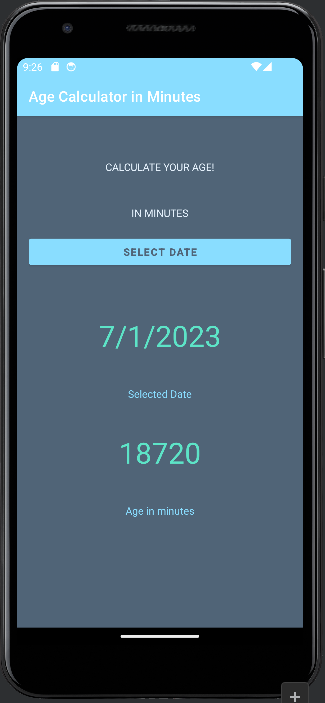 9:26
Age Calculator in Minutes
CALCULATE YOUR AGE!
IN MINUTES
SELECT DATE
7/1/2023
Selected Date
18720
Age in minutes